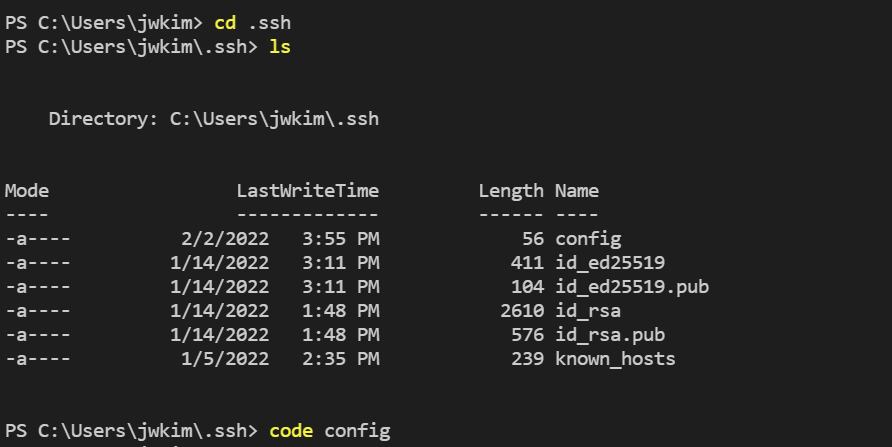 PS C:\Users\jwkim> cd .ssh
PS C:\Users\jwkim\.ssh> ls
Directory: C:\Users\jwkim\.ssh
Mode LastWriteTime Length Name
---- ------------- ------ ----
-a---- 2/2/2022 3:55 PM 56 config
-a---- 1/14/2022 3:11 PM 411 id_ed25519
-a---- 1/14/2022 3:11 PM 104 id_ed25519.pub
-a---- 1/14/2022 1:48 PM 2610 id_rsa
-a---- 1/14/2022 1:48 PM 576 id_rsa.pub
-a---- 1/5/2022 2:35 PM 239 known_hosts
PS C:\Users\jwkim\.ssh> code config